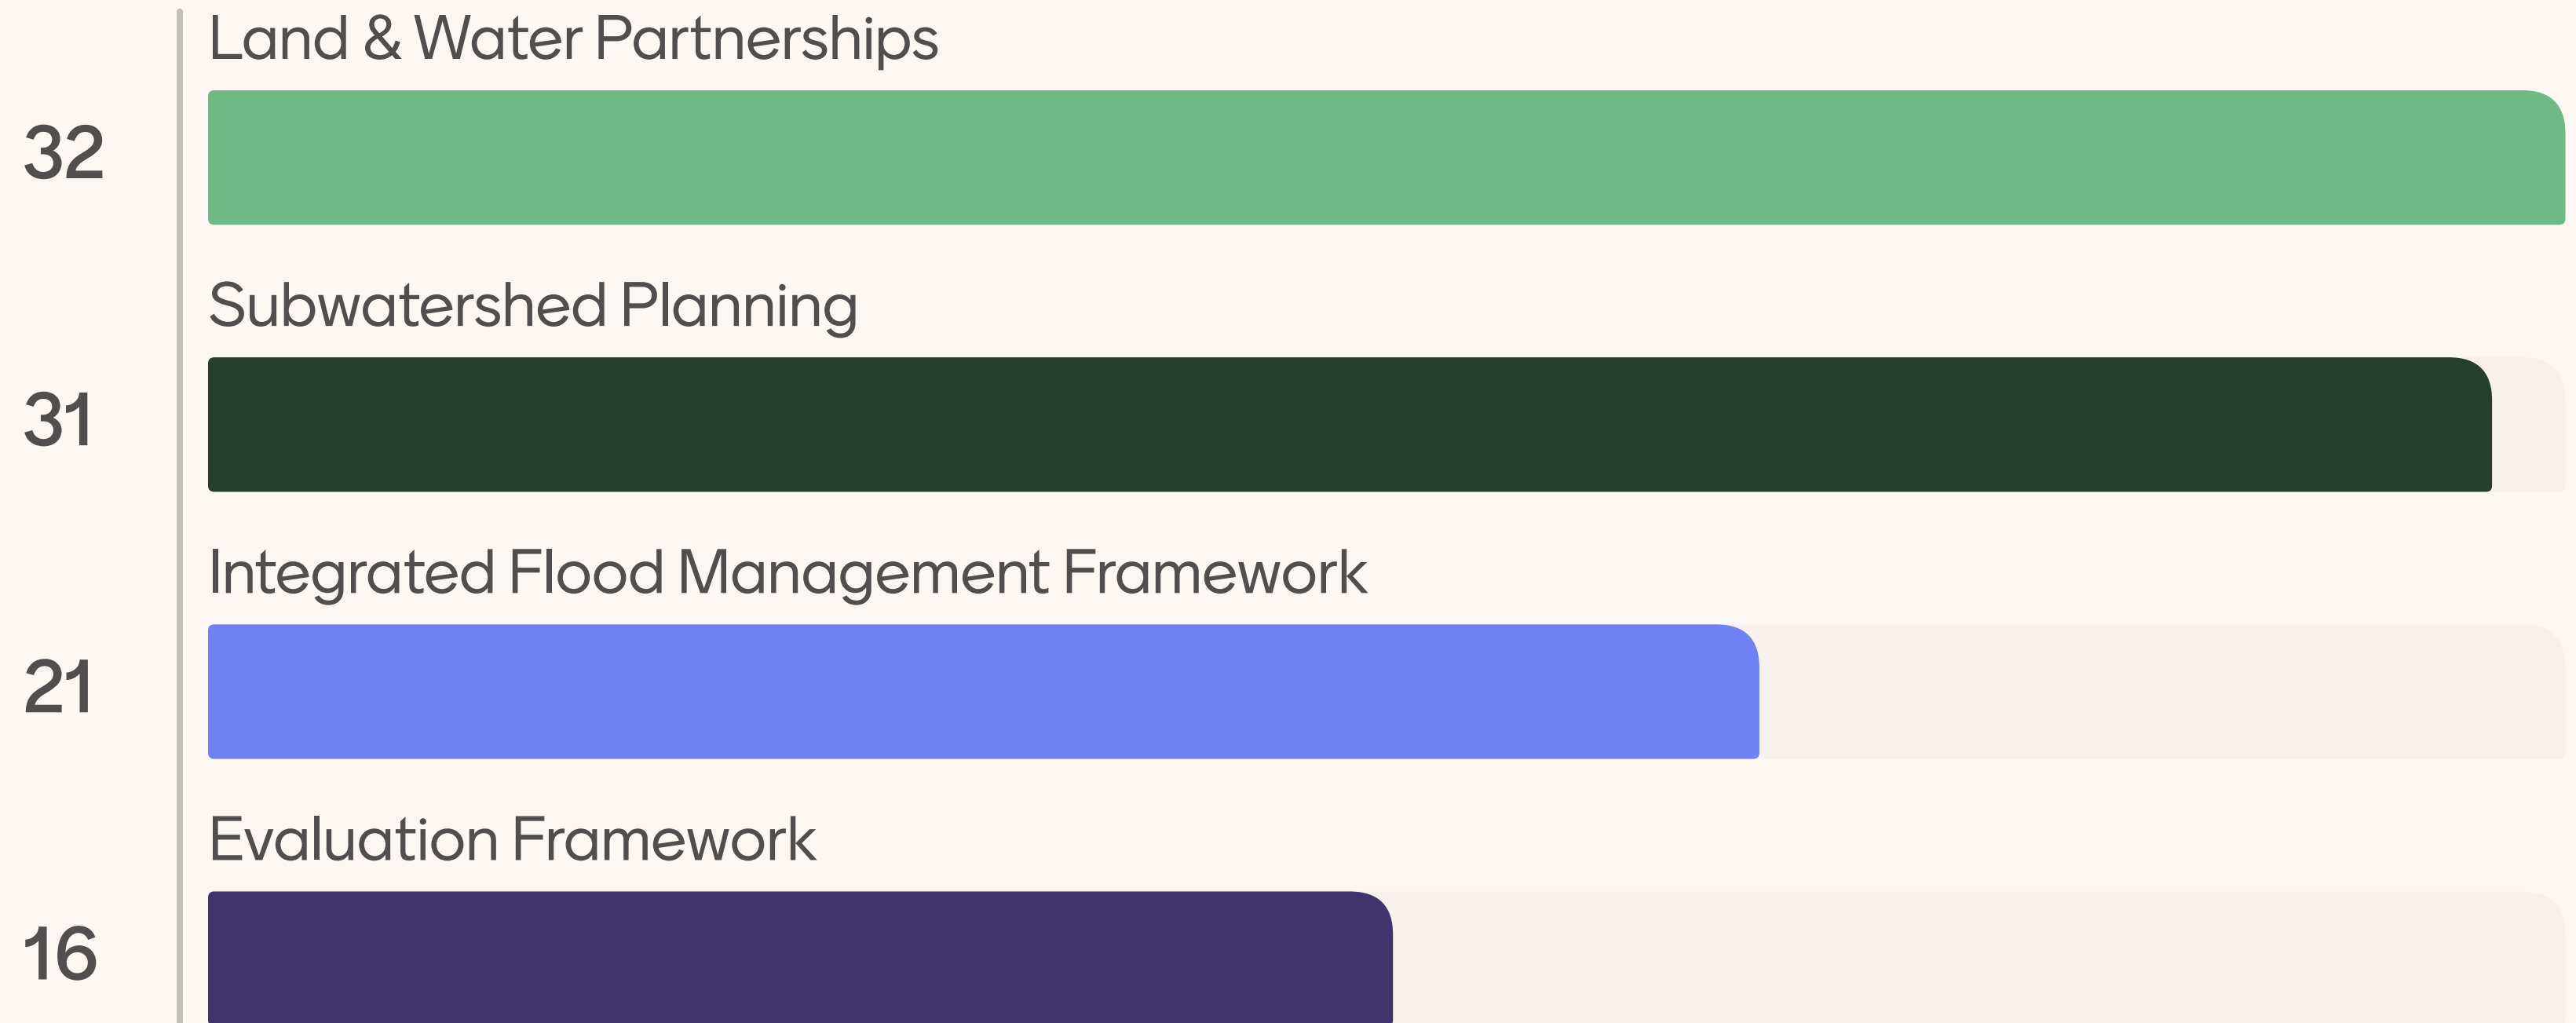 Land & Water Partnerships
32
Subwatershed Planning
31
Integrated Flood Management Framework
21
Evaluation Framework
16